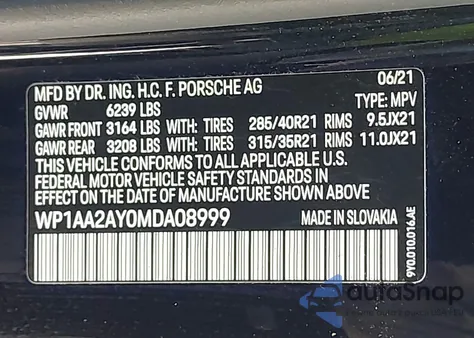 MFD BY DR. ING. H.C. F. PORSCHE AG 06/21
GVWR 6239 LBS TYPE: MPV
GAWR FRONT 3164 LBS WITH: TIRES 285/40R21 RIMS 9.5JX21
GAWR REAR 3208 LBS WITH: TIRES 315/35R21 RIMS 11.0JX21
THIS VEHICLE CONFORMS TO ALL APPLICABLE
FEDERAL MOTOR VEHICLE SAFETY STANDARDS IN
EFFECT ON THE DATE OF MANUFACTURE SHOWN ABOVE
WP1AA2AY0MDA08999 MADE IN SLOVAKIA
9Y0.010.016.AE
autoSnap